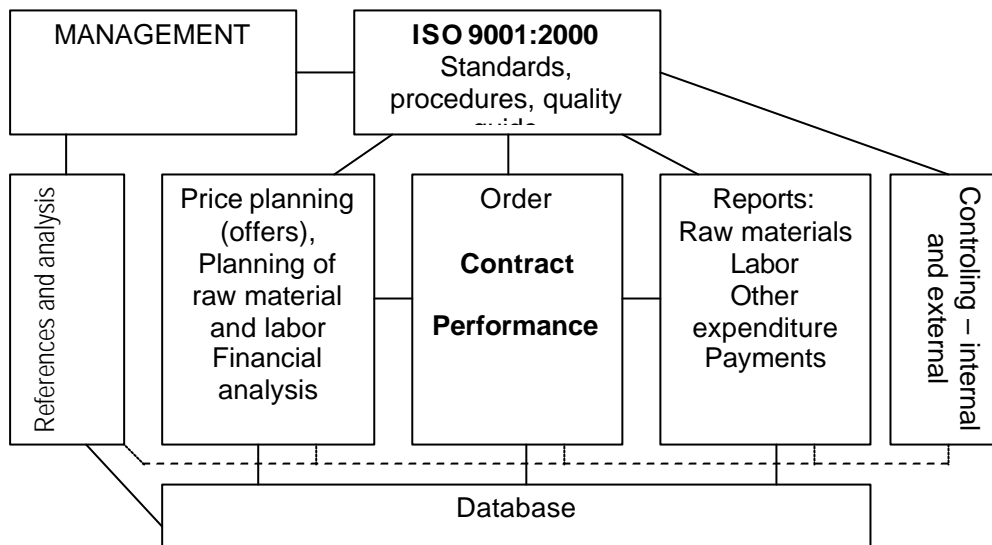 MANAGEMENT
ISO 9001:2000
Standards,
procedures, quality
guide
References and analysis
Price planning
(offers),
Planning of
raw material
and labor
Financial
analysis
Order
Contract
Performance
Reports:
Raw materials
Labor
Other
expenditure
Payments
Controling – internal
and external
Database